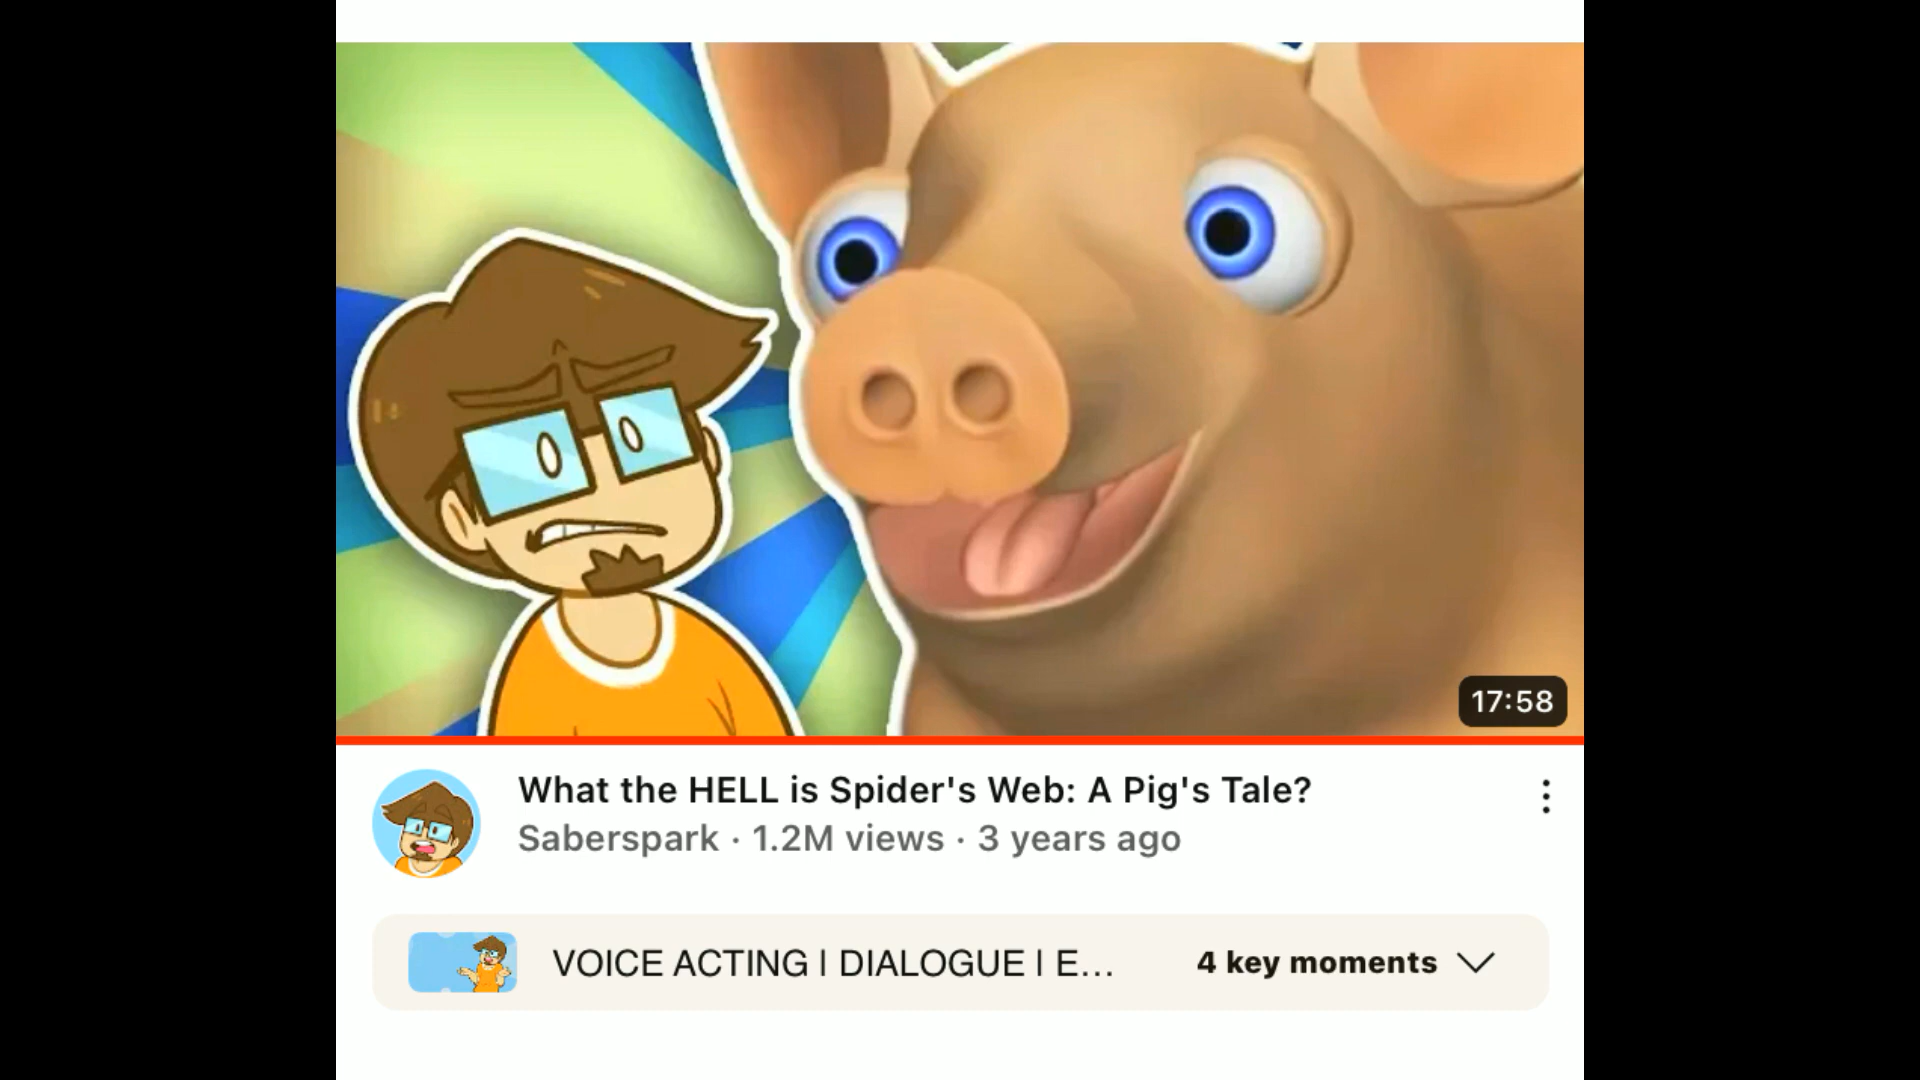 17:58
What the HELL is Spider's Web: A Pig's Tale?
Saberspark · 1.2M views · 3 years ago
VOICE ACTING | DIALOGUE | E... 4 key moments